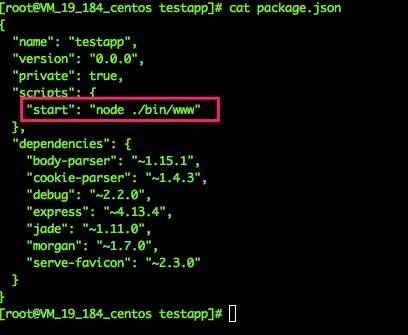 [root@VM_19_184_centos testapp]# cat package.json
{
  "name": "testapp",
  "version": "0.0.0",
  "private": true,
  "scripts": {
    "start": "node ./bin/www"
  },
  "dependencies": {
    "body-parser": "~1.15.1",
    "cookie-parser": "~1.4.3",
    "debug": "~2.2.0",
    "express": "~4.13.4",
    "jade": "~1.11.0",
    "morgan": "~1.7.0",
    "serve-favicon": "~2.3.0"
  }
}
[root@VM_19_184_centos testapp]#